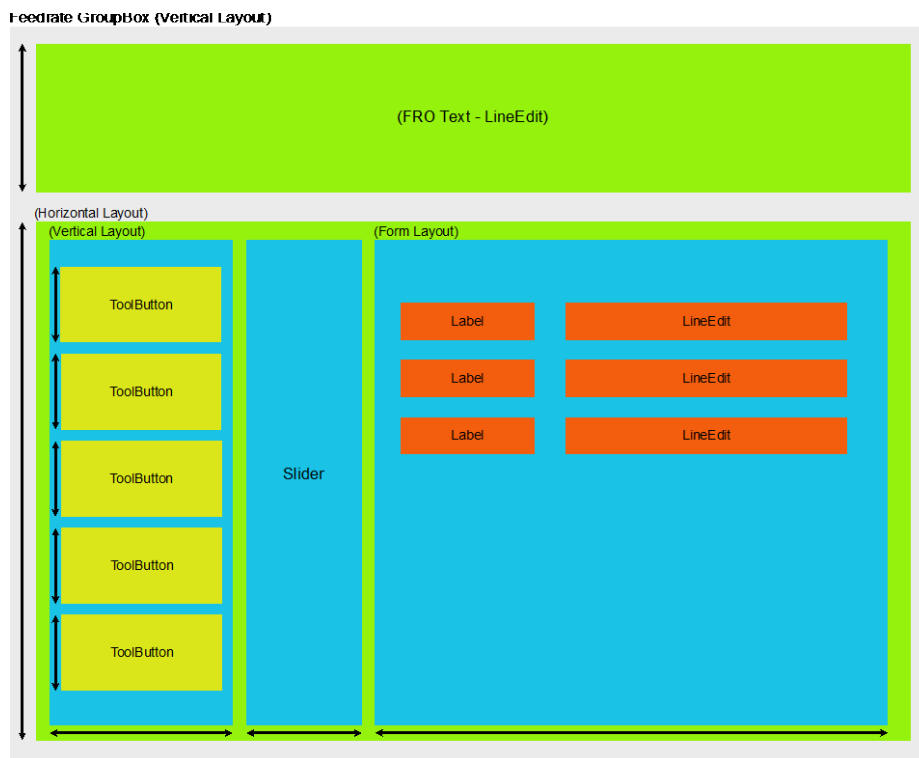 Feedrate GroupBox (Vertical Layout)
(FRO Text - LineEdit)
(Horizontal Layout)
(Vertical Layout)
(Form Layout)
ToolButton
ToolButton
ToolButton
ToolButton
ToolButton
Slider
Label
LineEdit
Label
LineEdit
Label
LineEdit